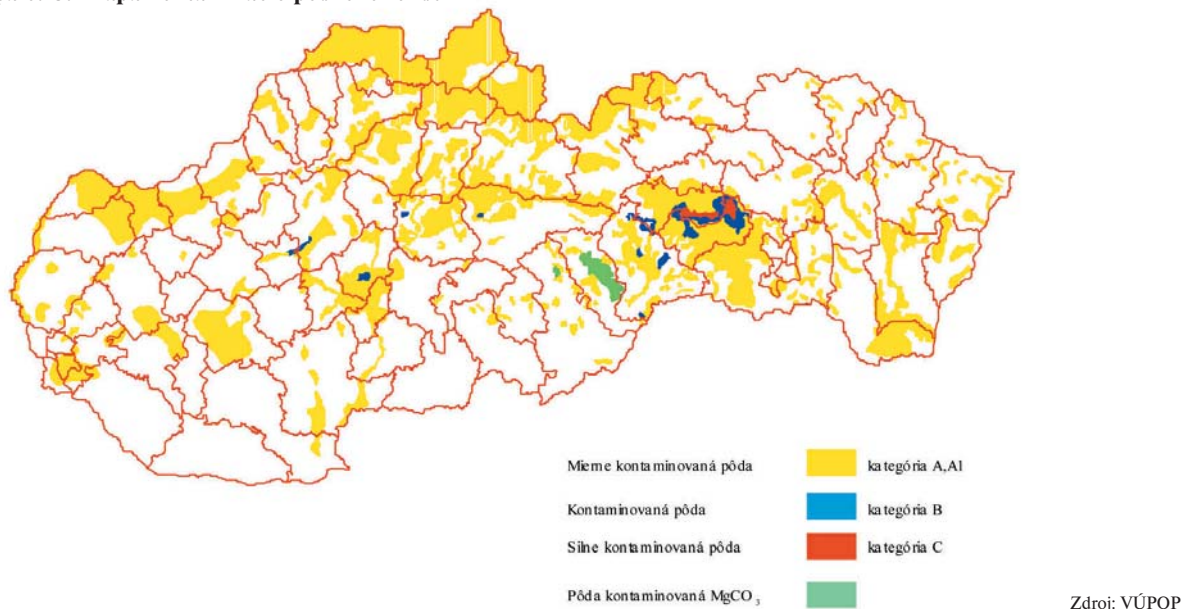 Mierne kontaminovaná pôda kategória A,A1
Kontaminovaná pôda kategória B
Silne kontaminovaná pôda kategória C
Pôda kontaminovaná MgCO₃
Zdroj: VÚPOP